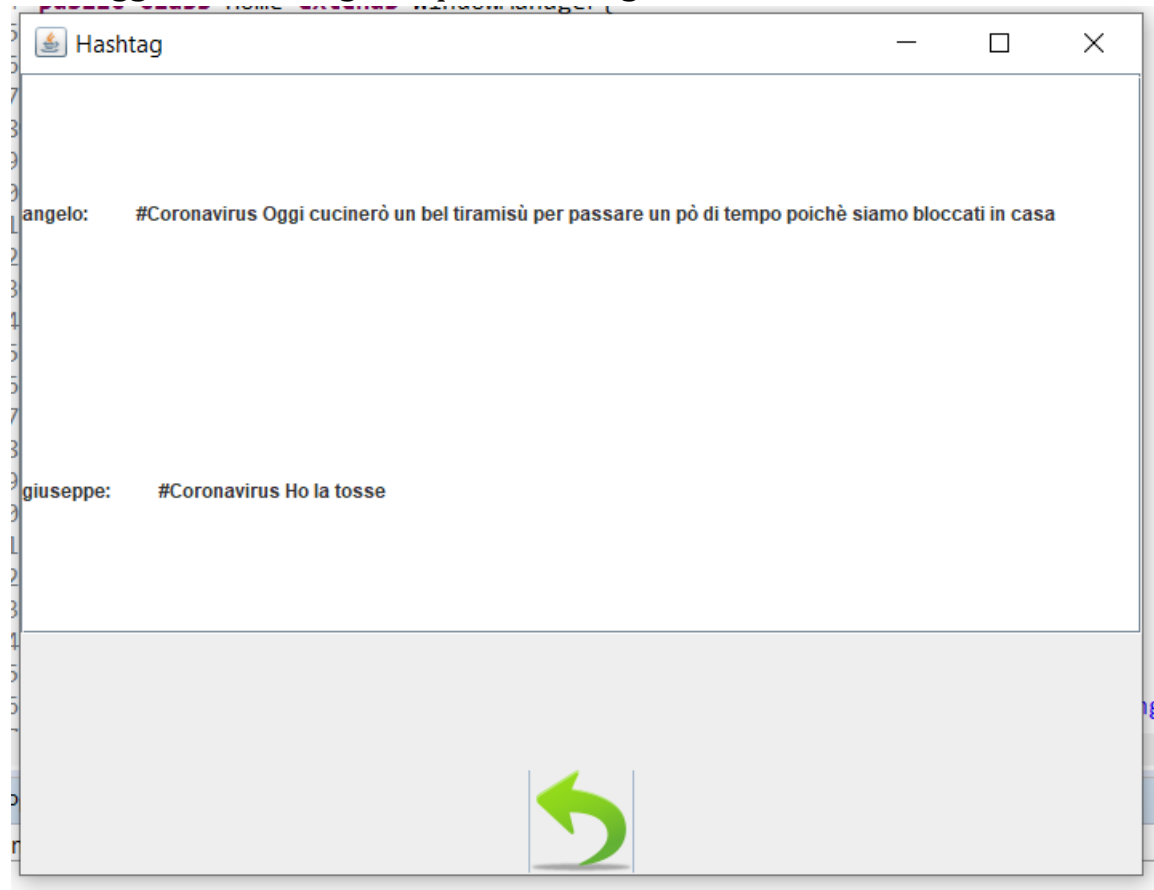 Hashtag
angelo: #Coronavirus Oggi cucinerò un bel tiramisù per passare un pò di tempo poichè siamo bloccati in casa
giuseppe: #Coronavirus Ho la tosse